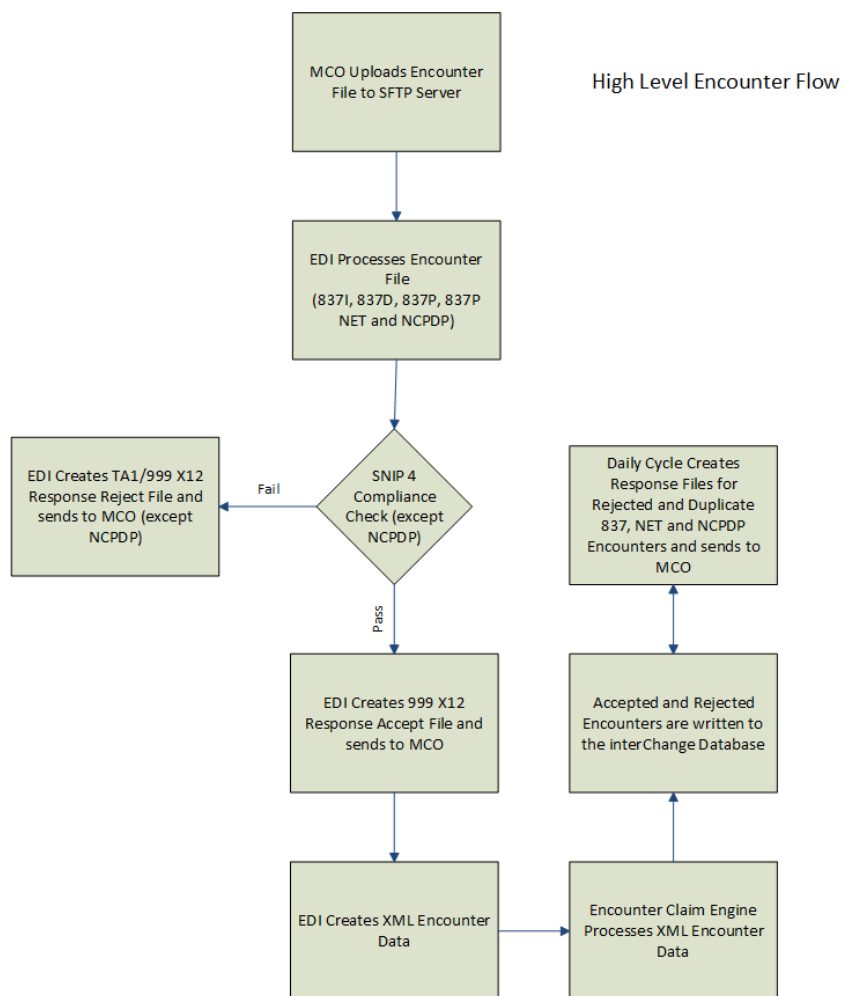 High Level Encounter Flow
MCO Uploads Encounter
File to SFTP Server
EDI Processes Encounter
File
(837I, 837D, 837P, 837P
NET and NCPDP)
SNIP 4
Compliance
Check (except
NCPDP)
Fail
EDI Creates TA1/999 X12
Response Reject File and
sends to MCO (except
NCPDP)
Pass
EDI Creates 999 X12
Response Accept File and
sends to MCO
EDI Creates XML Encounter
Data
Encounter Claim Engine
Processes XML Encounter
Data
Accepted and Rejected
Encounters are written to
the interChange Database
Daily Cycle Creates
Response Files for
Rejected and Duplicate
837, NET and NCPDP
Encounters and sends to
MCO